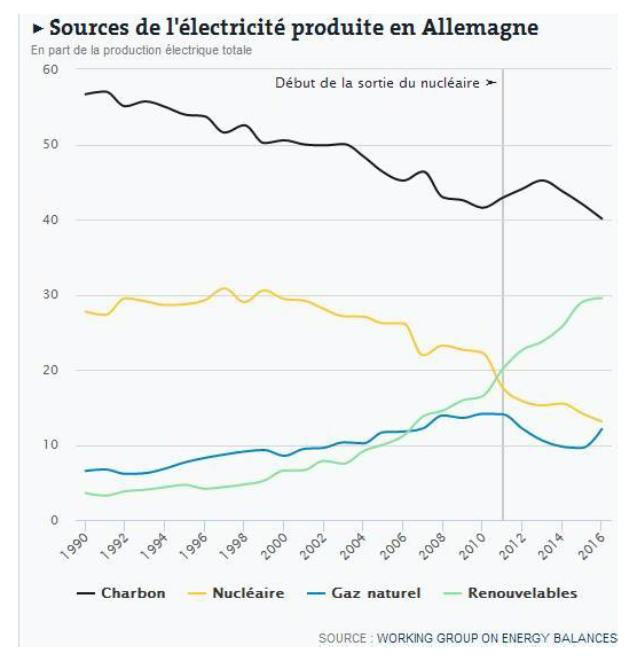 ► Sources de l'électricité produite en Allemagne
En part de la production électrique totale
60
Début de la sortie du nucléaire ➤
50
40
30
20
10
0
1990 1992 1994 1996 1998 2000 2002 2004 2006 2008 2010 2012 2014 2016
Charbon Nucléaire Gaz naturel Renouvelables
SOURCE : WORKING GROUP ON ENERGY BALANCES